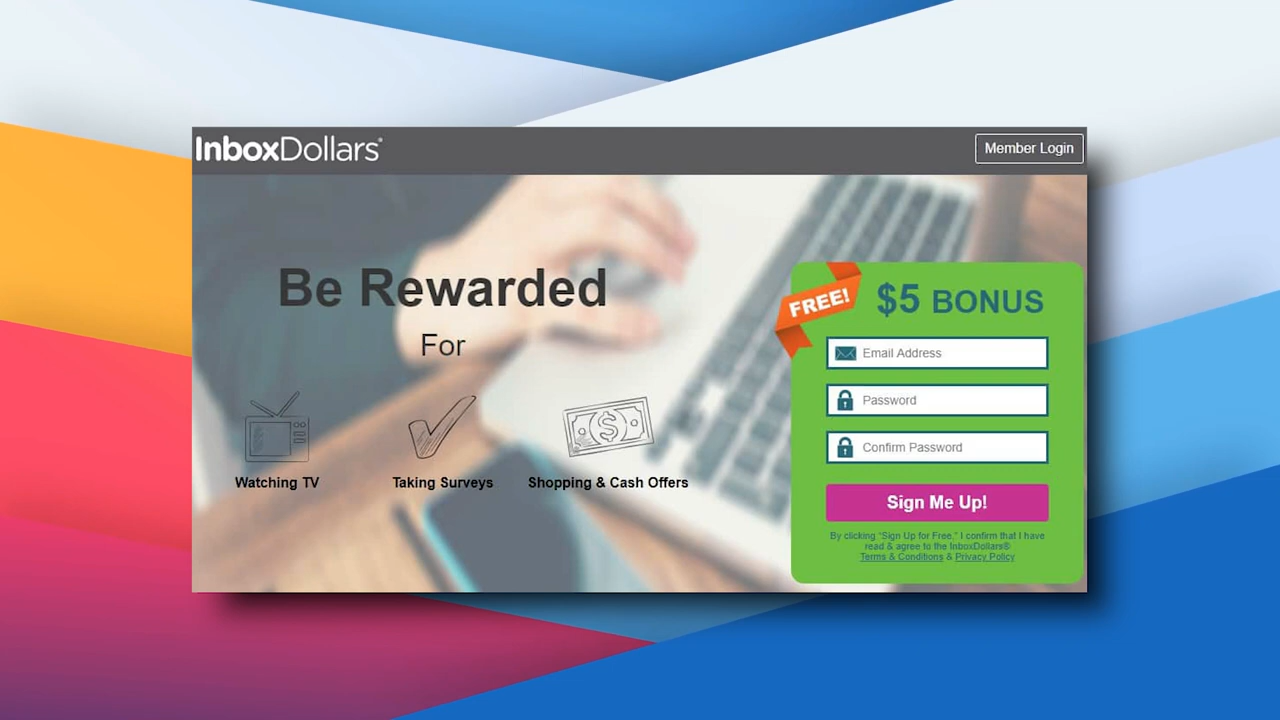 InboxDollars®
Member Login
Be Rewarded
For
Watching TV
Taking Surveys
Shopping & Cash Offers
FREE!
$5 BONUS
Email Address
Password
Confirm Password
Sign Me Up!
By clicking "Sign Up for Free," I confirm that I have
read & agree to the InboxDollars®
Terms & Conditions & Privacy Policy